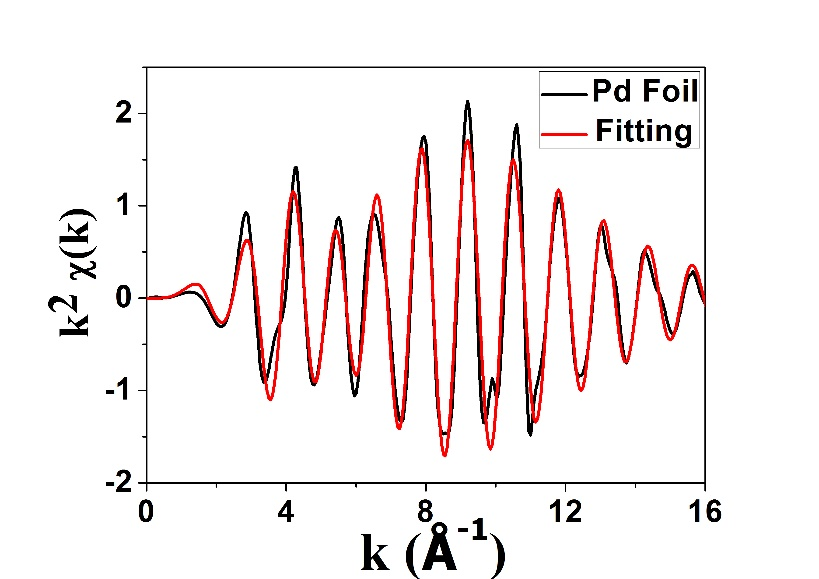 Pd Foil
Fitting
2
1
0
-1
-2
k² χ(k)
0 4 8 12 16
k (Å⁻¹)